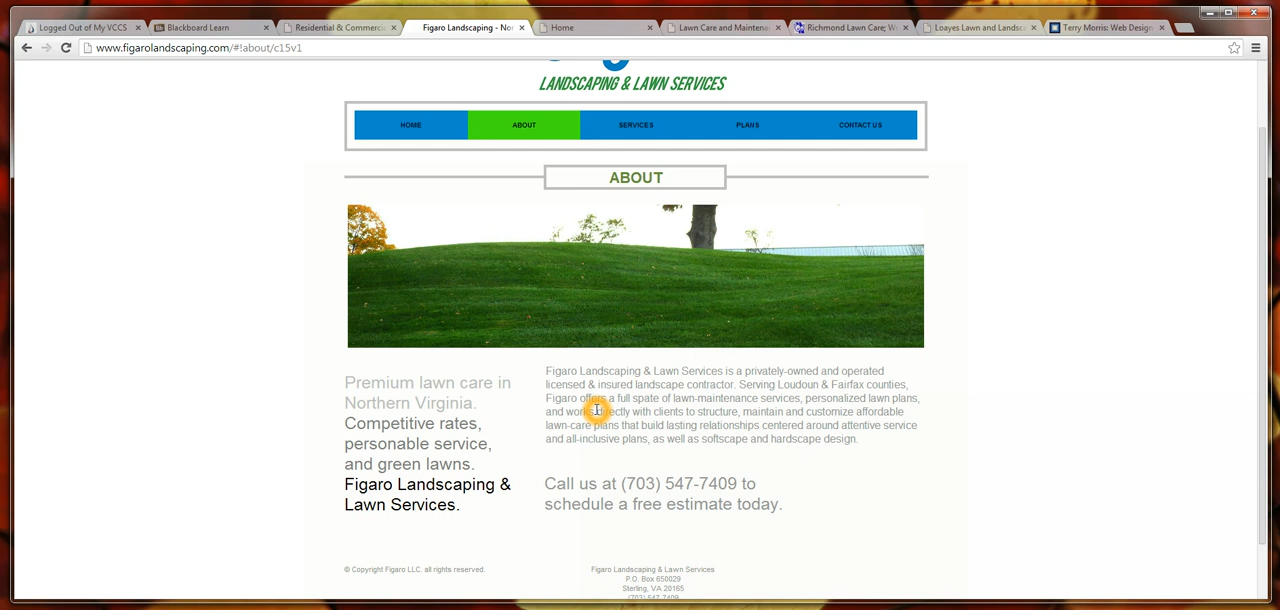 Logged Out of My VCCS
Blackboard Learn
Residential & Commercia
Figaro Landscaping - Nor
Home
Lawn Care and Maintenan
Richmond Lawn Care; W
Loayes Lawn and Landsca
Terry Morris: Web Design
www.figarolandscaping.com/#!about/c15v1
LANDSCAPING & LAWN SERVICES
HOME
ABOUT
SERVICES
PLANS
CONTACT US
ABOUT
Premium lawn care in
Northern Virginia.
Competitive rates,
personable service,
and green lawns.
Figaro Landscaping &
Lawn Services.
Figaro Landscaping & Lawn Services is a privately-owned and operated
licensed & insured landscape contractor. Serving Loudoun & Fairfax counties,
Figaro offers a full spate of lawn-maintenance services, personalized lawn plans,
and works directly with clients to structure, maintain and customize affordable
lawn-care plans that build lasting relationships centered around attentive service
and all-inclusive plans, as well as softscape and hardscape design.
Call us at (703) 547-7409 to
schedule a free estimate today.
© Copyright Figaro LLC. all rights reserved.
Figaro Landscaping & Lawn Services
P.O. Box 650029
Sterling, VA 20165
(703) 547-7409